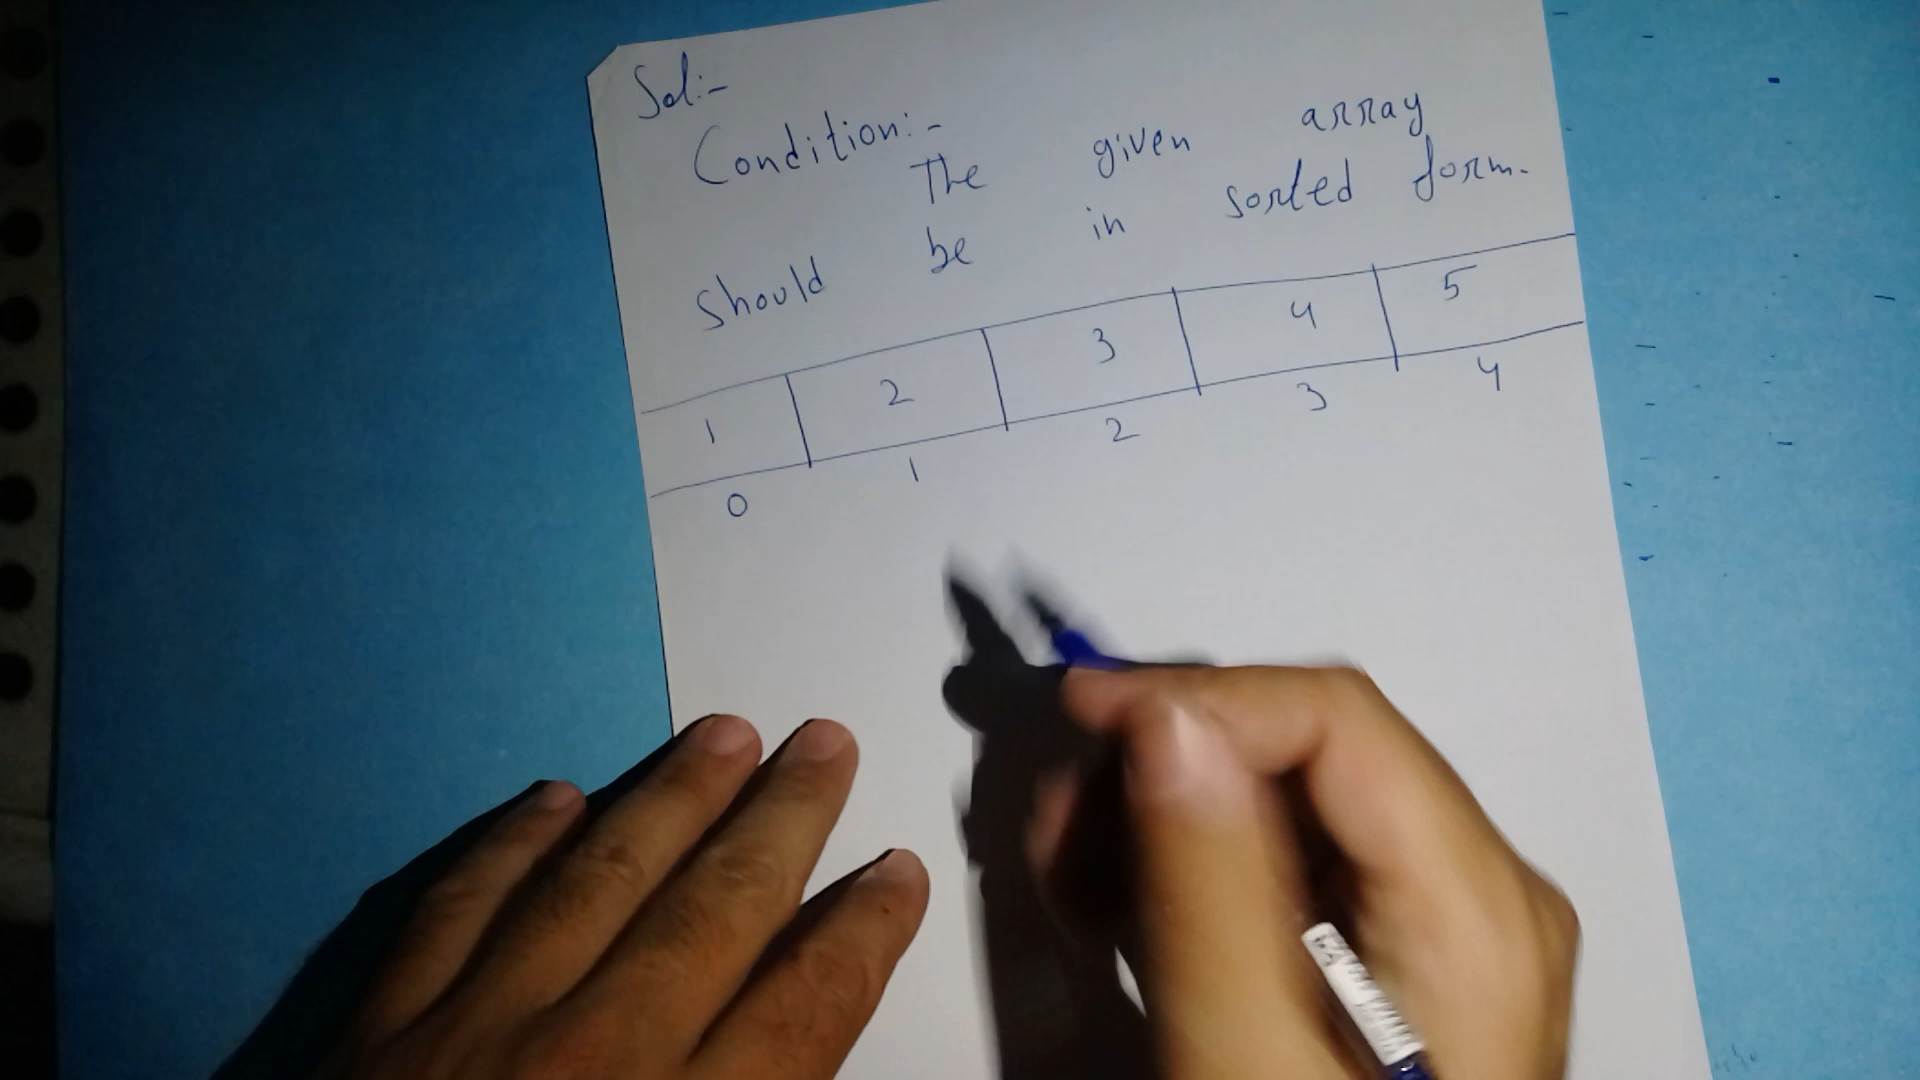 Sol:-
Condition:-
The given array
should be in sorted form.
1 2 3 4 5
0 1 2 3 4